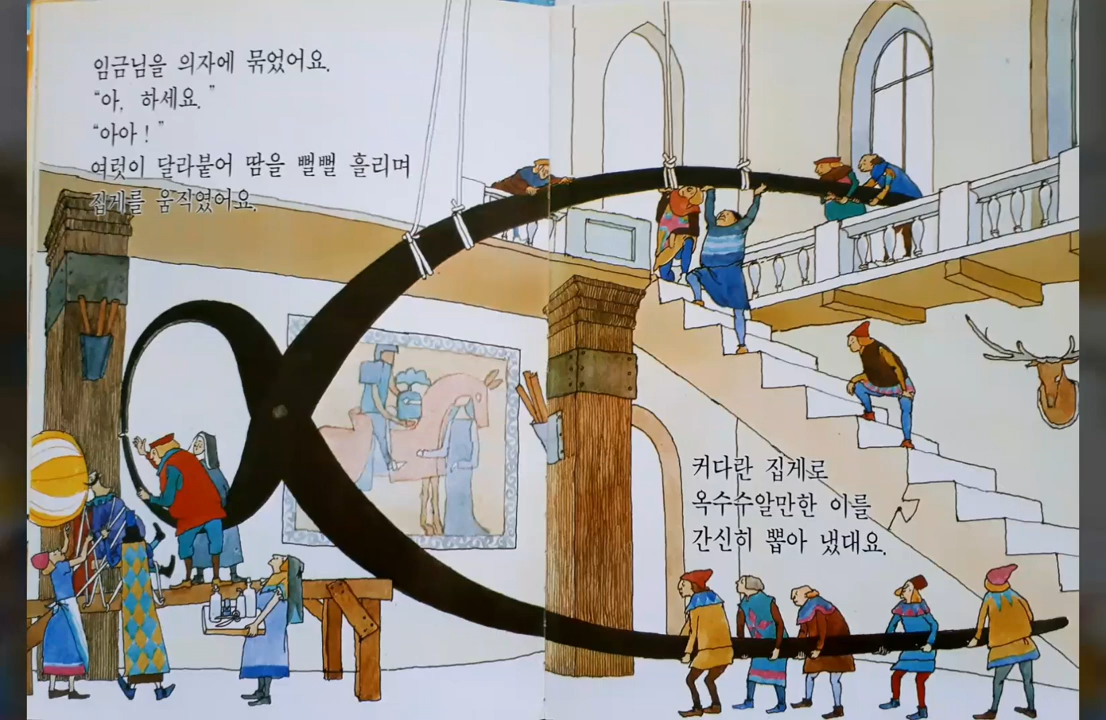 임금님을 의자에 묶었어요.
“아, 하세요.”
“아아!”
여럿이 달라붙어 땀을 뻘뻘 흘리며
집게를 움직였어요.
커다란 집게로
옥수수알만한 이를
간신히 뽑아 냈대요.